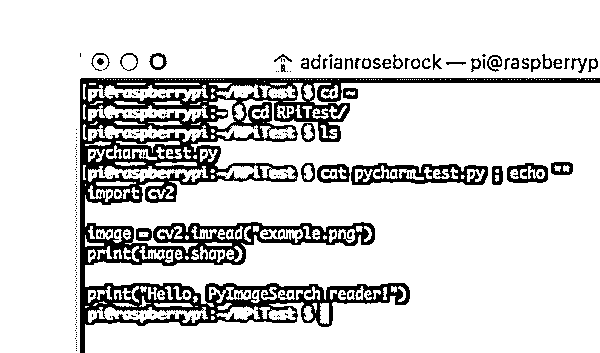 adrianrosebrock — pi@raspberryp
[pi@raspberrypi:~/RPiTest $ cd ~
[pi@raspberrypi:~ $ cd RPiTest/
[pi@raspberrypi:~/RPiTest $ ls
pycharm_test.py
[pi@raspberrypi:~/RPiTest $ cat pycharm_test.py ; echo ""
import cv2
image = cv2.imread("example.png")
print(image.shape)
print("Hello, PyImageSearch reader!")
pi@raspberrypi:~/RPiTest $